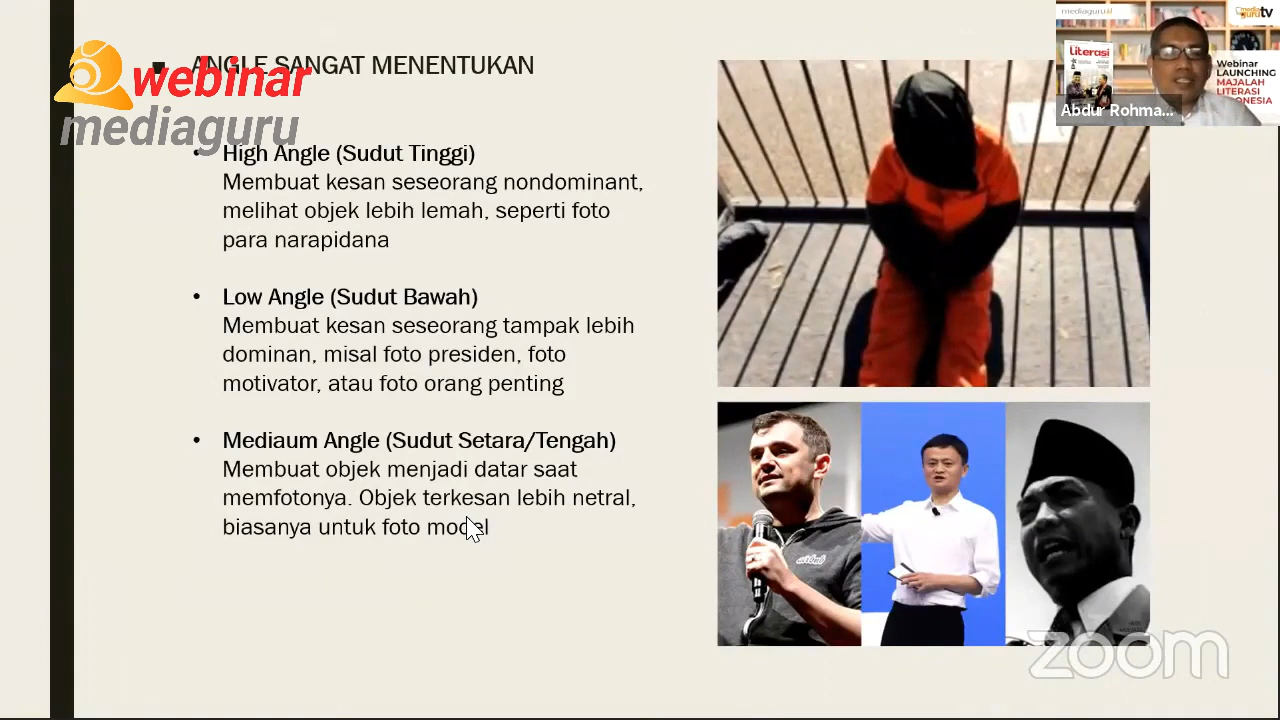 webinar
mediaguru
ANGLE SANGAT MENENTUKAN
• High Angle (Sudut Tinggi)
Membuat kesan seseorang nondominant,
melihat objek lebih lemah, seperti foto
para narapidana
• Low Angle (Sudut Bawah)
Membuat kesan seseorang tampak lebih
dominan, misal foto presiden, foto
motivator, atau foto orang penting
• Mediaum Angle (Sudut Setara/Tengah)
Membuat objek menjadi datar saat
memfotonya. Objek terkesan lebih netral,
biasanya untuk foto model
mediaguru
media
guru tv
Literasi
Webinar
LAUNCHING
MAJALAH
LITERASI
Abdur Rohma...
zoom